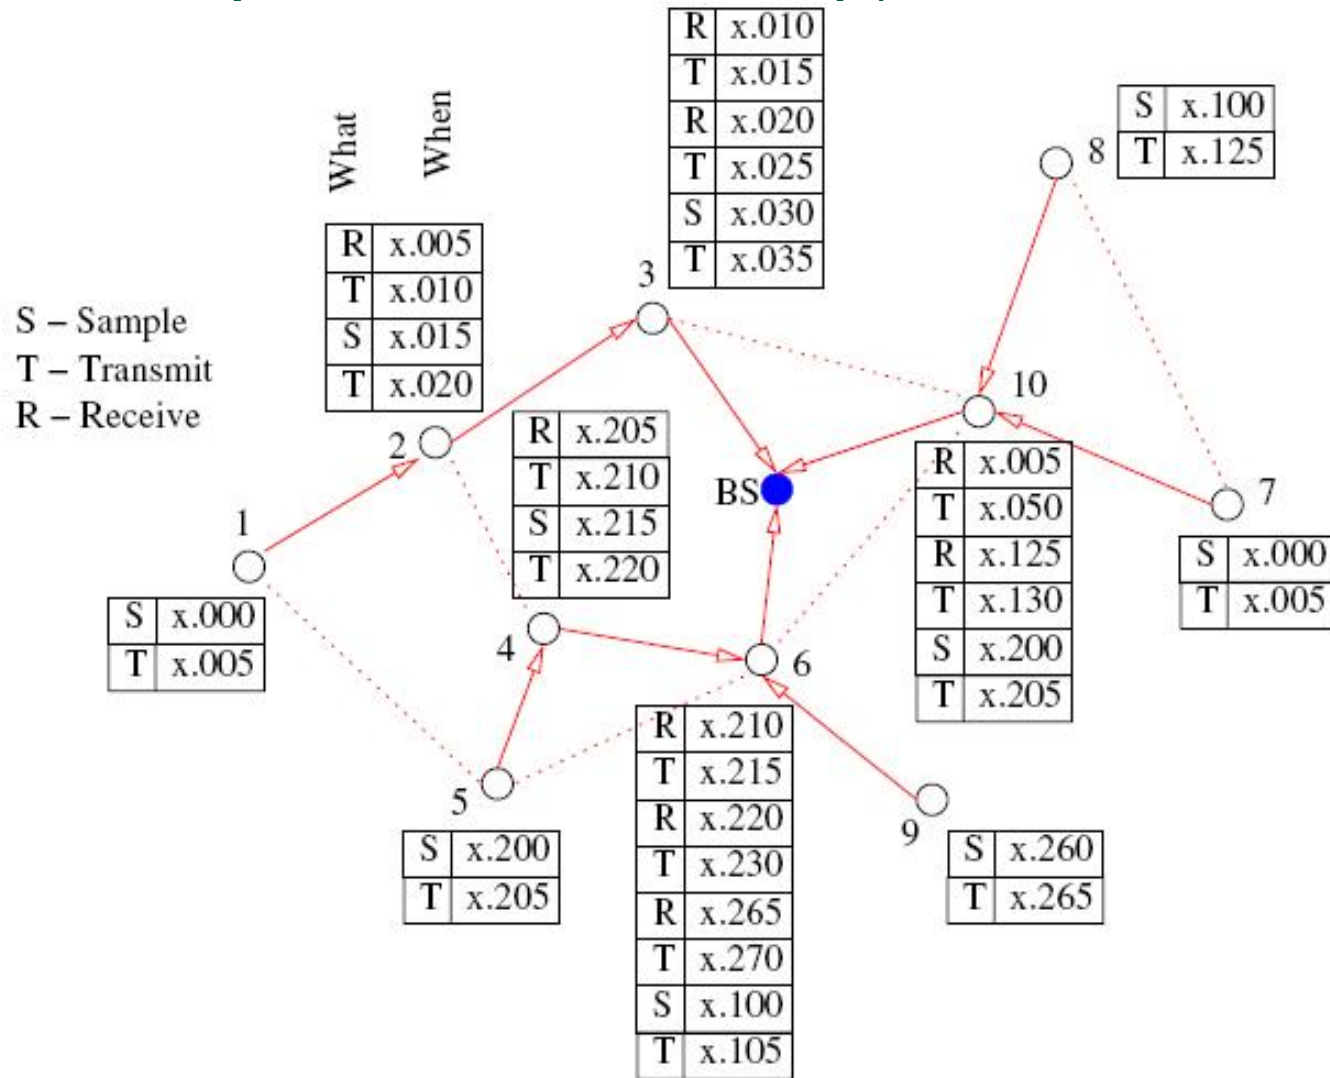 What
When
S – Sample
T – Transmit
R – Receive
3
R x.010
T x.015
R x.020
T x.025
S x.030
T x.035
8
S x.100
T x.125
2
R x.005
T x.010
S x.015
T x.020
10
R x.005
T x.050
R x.125
T x.130
S x.200
T x.205
4
R x.205
T x.210
S x.215
T x.220
BS
7
S x.000
T x.005
1
S x.000
T x.005
6
R x.210
T x.215
R x.220
T x.230
R x.265
T x.270
S x.100
T x.105
5
S x.200
T x.205
9
S x.260
T x.265